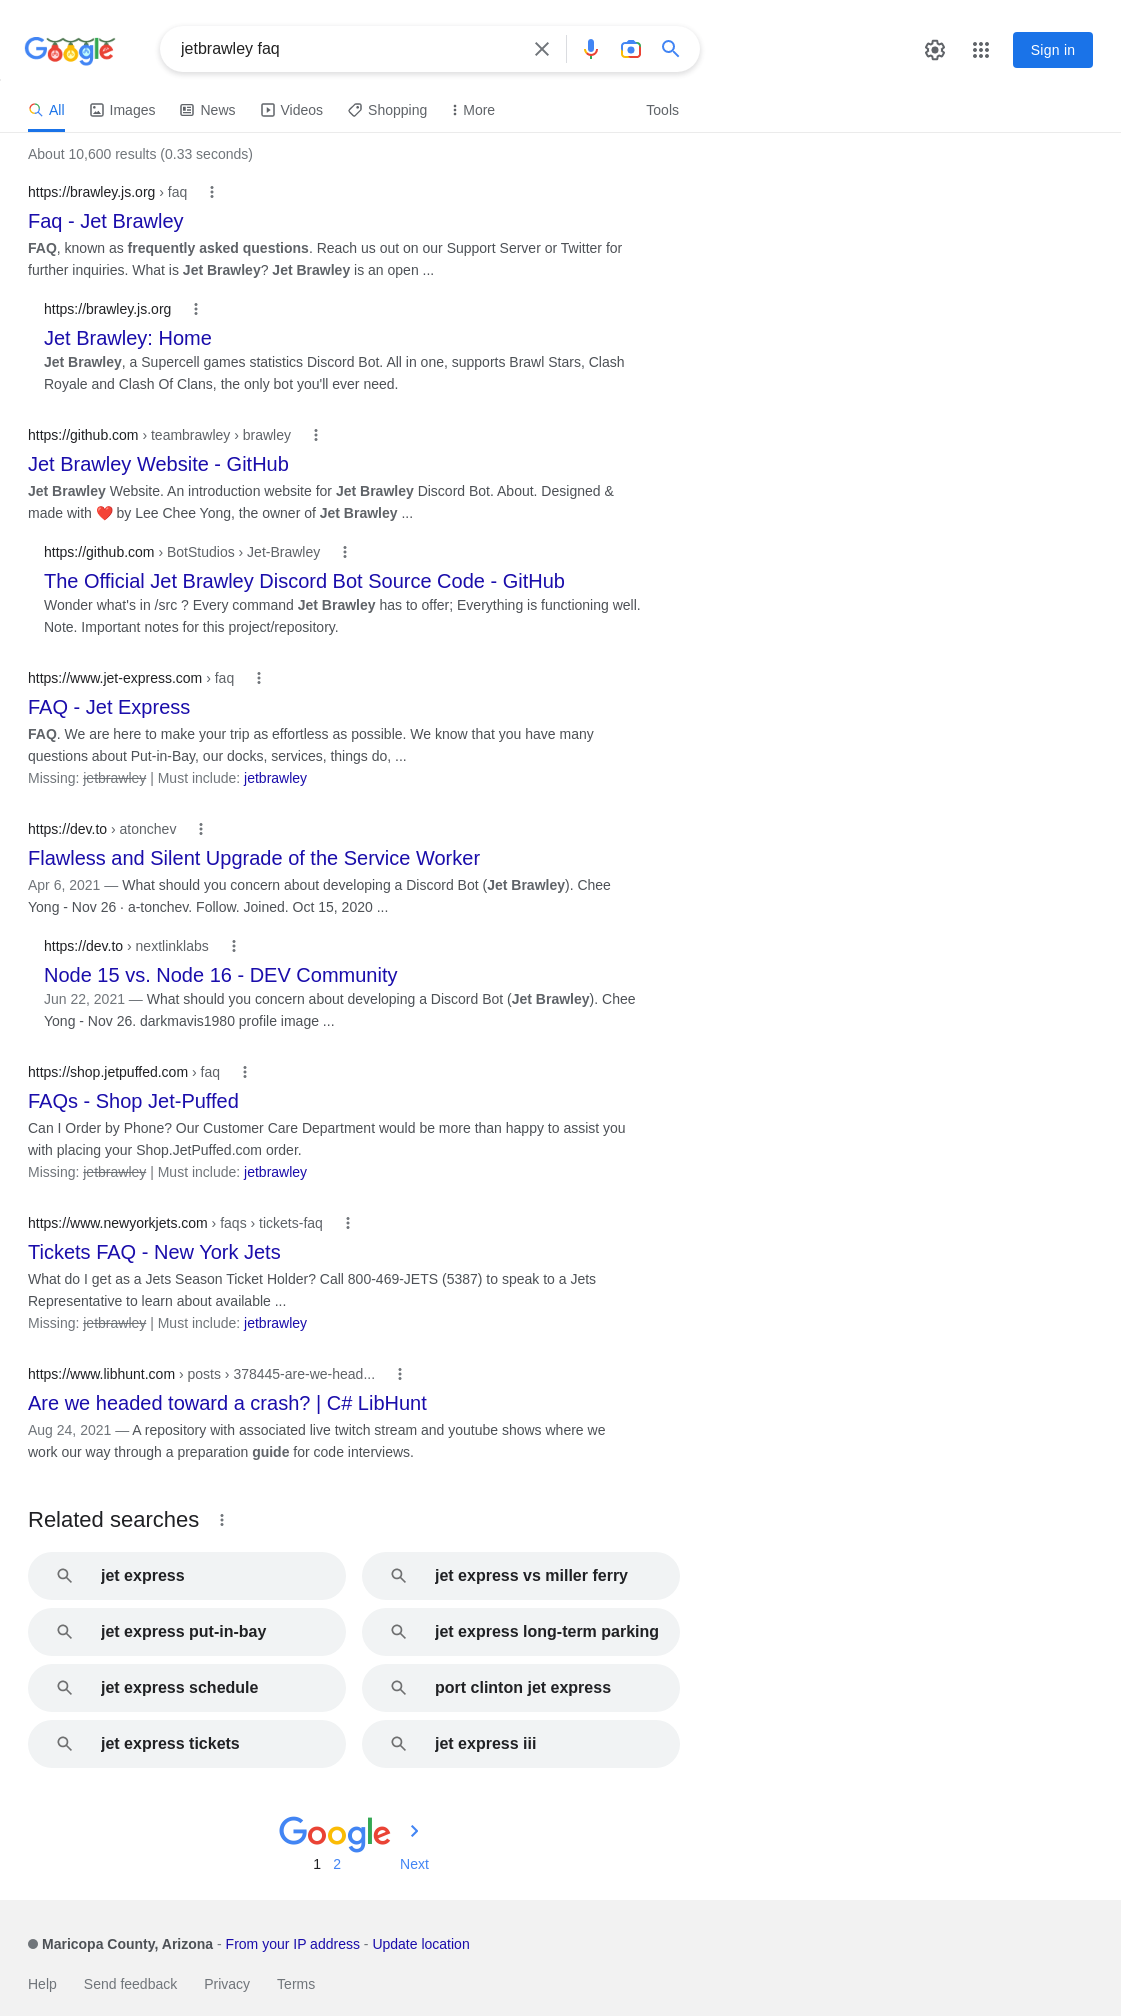 Google
jetbrawley faq
Sign in
All
Images
News
Videos
Shopping
More
Tools
About 10,600 results (0.33 seconds)
https://brawley.js.org › faq
Faq - Jet Brawley
FAQ, known as frequently asked questions. Reach us out on our Support Server or Twitter for
further inquiries. What is Jet Brawley? Jet Brawley is an open ...
https://brawley.js.org
Jet Brawley: Home
Jet Brawley, a Supercell games statistics Discord Bot. All in one, supports Brawl Stars, Clash
Royale and Clash Of Clans, the only bot you'll ever need.
https://github.com › teambrawley › brawley
Jet Brawley Website - GitHub
Jet Brawley Website. An introduction website for Jet Brawley Discord Bot. About. Designed &
made with ❤️ by Lee Chee Yong, the owner of Jet Brawley ...
https://github.com › BotStudios › Jet-Brawley
The Official Jet Brawley Discord Bot Source Code - GitHub
Wonder what's in /src ? Every command Jet Brawley has to offer; Everything is functioning well.
Note. Important notes for this project/repository.
https://www.jet-express.com › faq
FAQ - Jet Express
FAQ. We are here to make your trip as effortless as possible. We know that you have many
questions about Put-in-Bay, our docks, services, things do, ...
Missing: jetbrawley | Must include: jetbrawley
https://dev.to › atonchev
Flawless and Silent Upgrade of the Service Worker
Apr 6, 2021 — What should you concern about developing a Discord Bot (Jet Brawley). Chee
Yong - Nov 26 · a-tonchev. Follow. Joined. Oct 15, 2020 ...
https://dev.to › nextlinklabs
Node 15 vs. Node 16 - DEV Community
Jun 22, 2021 — What should you concern about developing a Discord Bot (Jet Brawley). Chee
Yong - Nov 26. darkmavis1980 profile image ...
https://shop.jetpuffed.com › faq
FAQs - Shop Jet-Puffed
Can I Order by Phone? Our Customer Care Department would be more than happy to assist you
with placing your Shop.JetPuffed.com order.
Missing: jetbrawley | Must include: jetbrawley
https://www.newyorkjets.com › faqs › tickets-faq
Tickets FAQ - New York Jets
What do I get as a Jets Season Ticket Holder? Call 800-469-JETS (5387) to speak to a Jets
Representative to learn about available ...
Missing: jetbrawley | Must include: jetbrawley
https://www.libhunt.com › posts › 378445-are-we-head...
Are we headed toward a crash? | C# LibHunt
Aug 24, 2021 — A repository with associated live twitch stream and youtube shows where we
work our way through a preparation guide for code interviews.
Related searches
jet express
jet express vs miller ferry
jet express put-in-bay
jet express long-term parking
jet express schedule
port clinton jet express
jet express tickets
jet express iii
Google
1 2 Next
Maricopa County, Arizona - From your IP address - Update location
Help Send feedback Privacy Terms